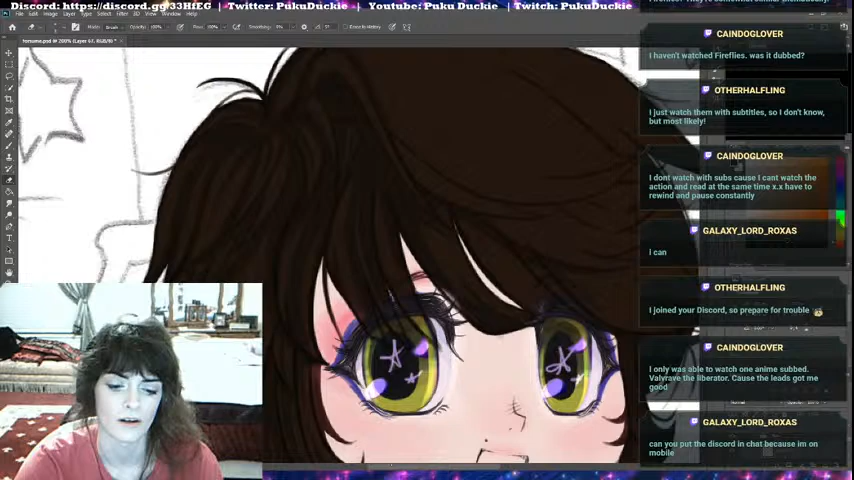 Discord: https://discord.gg/33HfEG | Twitter: PukuDuckie | Youtube: Puku Duckie | Twitch: PukuDuckie
CAINDOGLOVER
I haven't watched Fireflies. was it dubbed?
OTHERHALFLING
I just watch them with subtitles, so I don't know,
but most likely!
CAINDOGLOVER
I dont watch with subs cause I cant watch the
action and read at the same time x.x have to
rewind and pause constantly
GALAXY_LORD_ROXAS
I can
OTHERHALFLING
I joined your Discord, so prepare for trouble
CAINDOGLOVER
I only was able to watch one anime subbed.
Valvrave the liberator. Cause the leads got me
good
GALAXY_LORD_ROXAS
can you put the discord in chat because im on
mobile